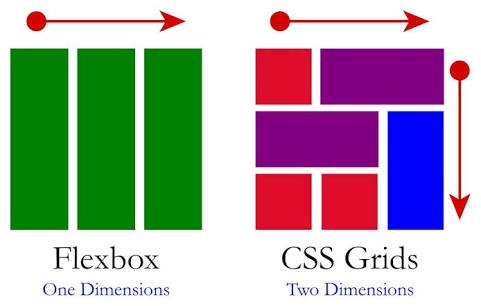 Flexbox
One Dimensions
CSS Grids
Two Dimensions